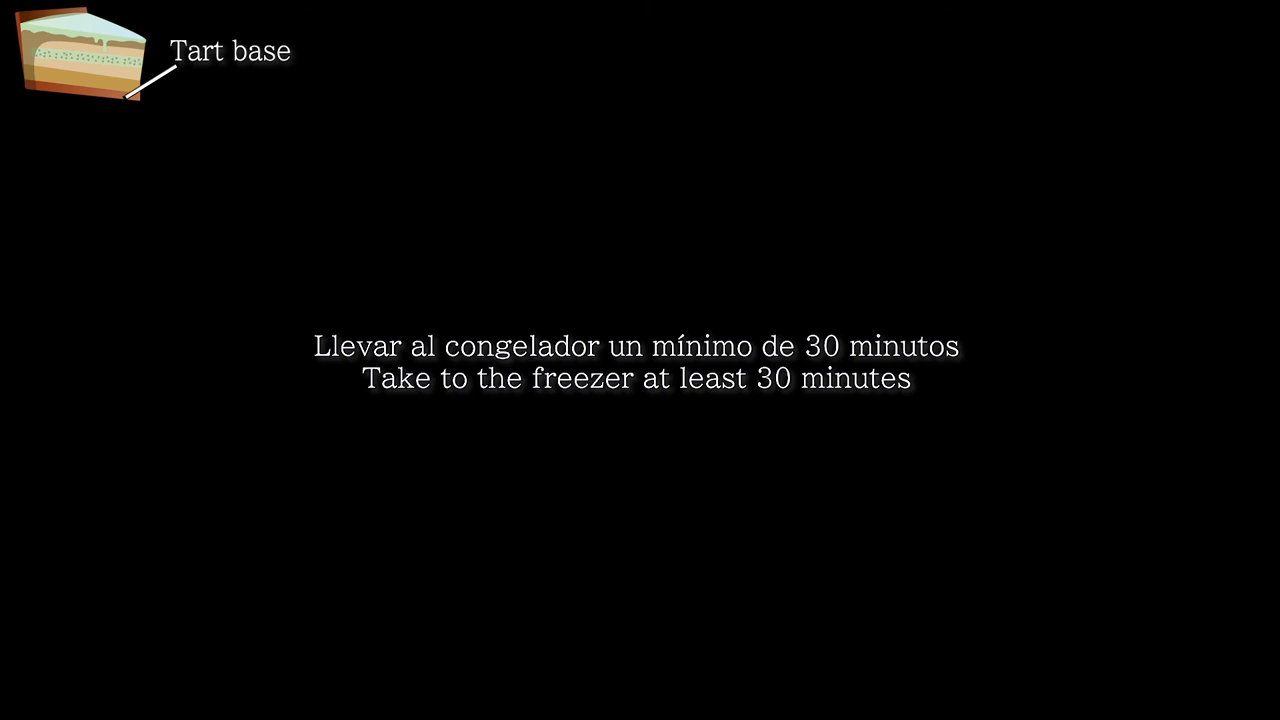 Tart base
Llevar al congelador un mínimo de 30 minutos
Take to the freezer at least 30 minutes